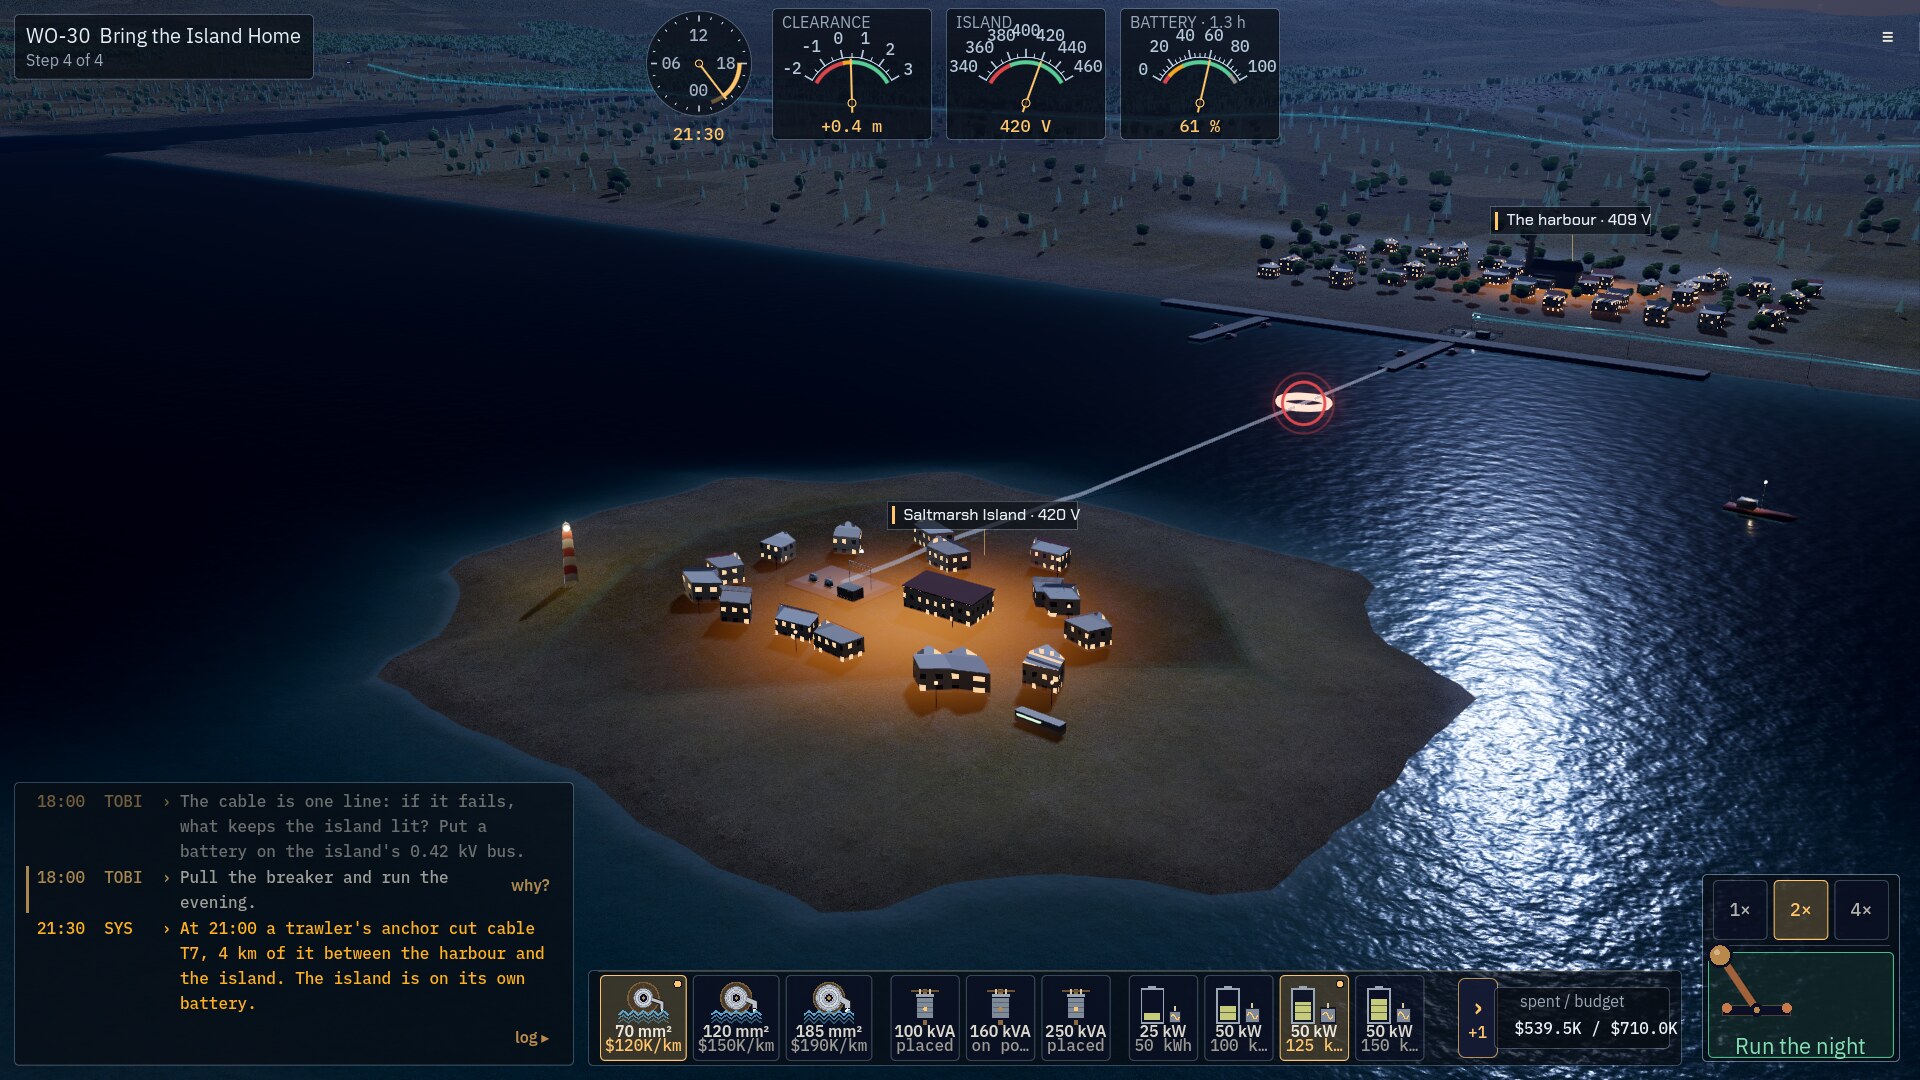 WO-30 Bring the Island Home
Step 4 of 4
12
06
18
00
21:30
CLEARANCE
-2
-1
0
1
2
3
+0.4 m
ISLAND
340
360
380
400
420
440
460
420 V
BATTERY · 1.3 h
0
20
40
60
80
100
61 %
≡
The harbour · 409 V
Saltmarsh Island · 420 V
18:00 TOBI › The cable is one line: if it fails,
what keeps the island lit? Put a
battery on the island's 0.42 kV bus.
18:00 TOBI › Pull the breaker and run the
evening.
why?
21:30 SYS › At 21:00 a trawler's anchor cut cable
T7, 4 km of it between the harbour and
the island. The island is on its own
battery.
log ▸
70 mm²
$120K/km
120 mm²
$150K/km
185 mm²
$190K/km
100 kVA
placed
160 kVA
on po…
250 kVA
placed
25 kW
50 kWh
50 kW
100 k…
50 kW
125 k…
50 kW
150 k…
›
+1
spent / budget
$539.5K / $710.0K
1×
2×
4×
Run the night